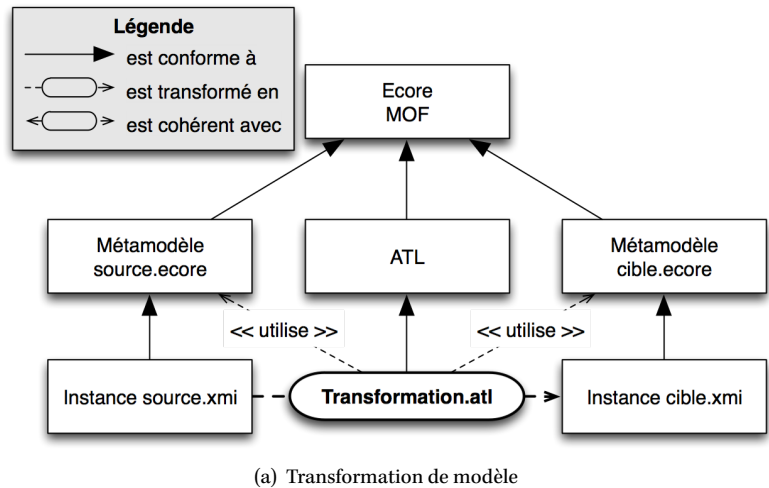 Légende
est conforme à
est transformé en
est cohérent avec
Ecore
MOF
Métamodèle
source.ecore
ATL
Métamodèle
cible.ecore
<< utilise >>
<< utilise >>
Instance source.xmi
Transformation.atl
Instance cible.xmi
(a) Transformation de modèle